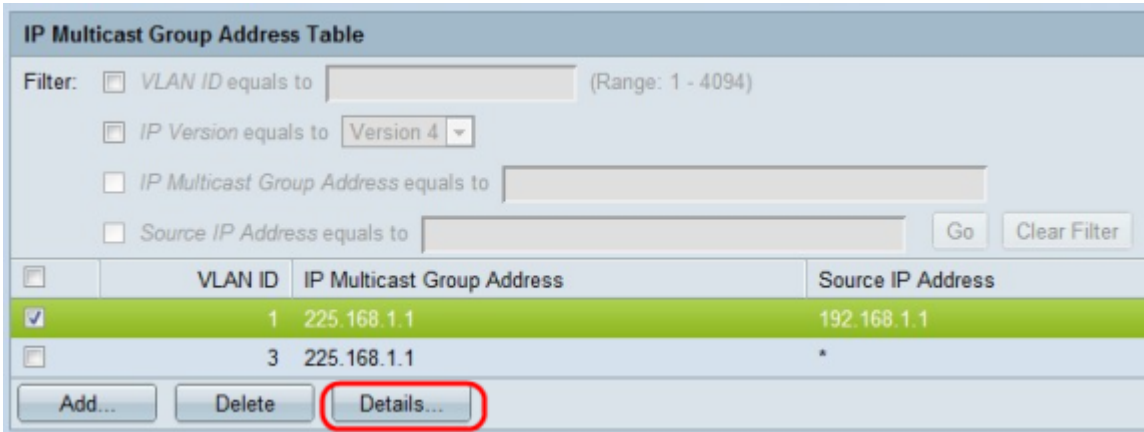 IP Multicast Group Address Table
Filter: VLAN ID equals to (Range: 1 - 4094)
IP Version equals to Version 4
IP Multicast Group Address equals to
Source IP Address equals to Go Clear Filter
VLAN ID IP Multicast Group Address Source IP Address
1 225.168.1.1 192.168.1.1
3 225.168.1.1 *
Add... Delete Details...